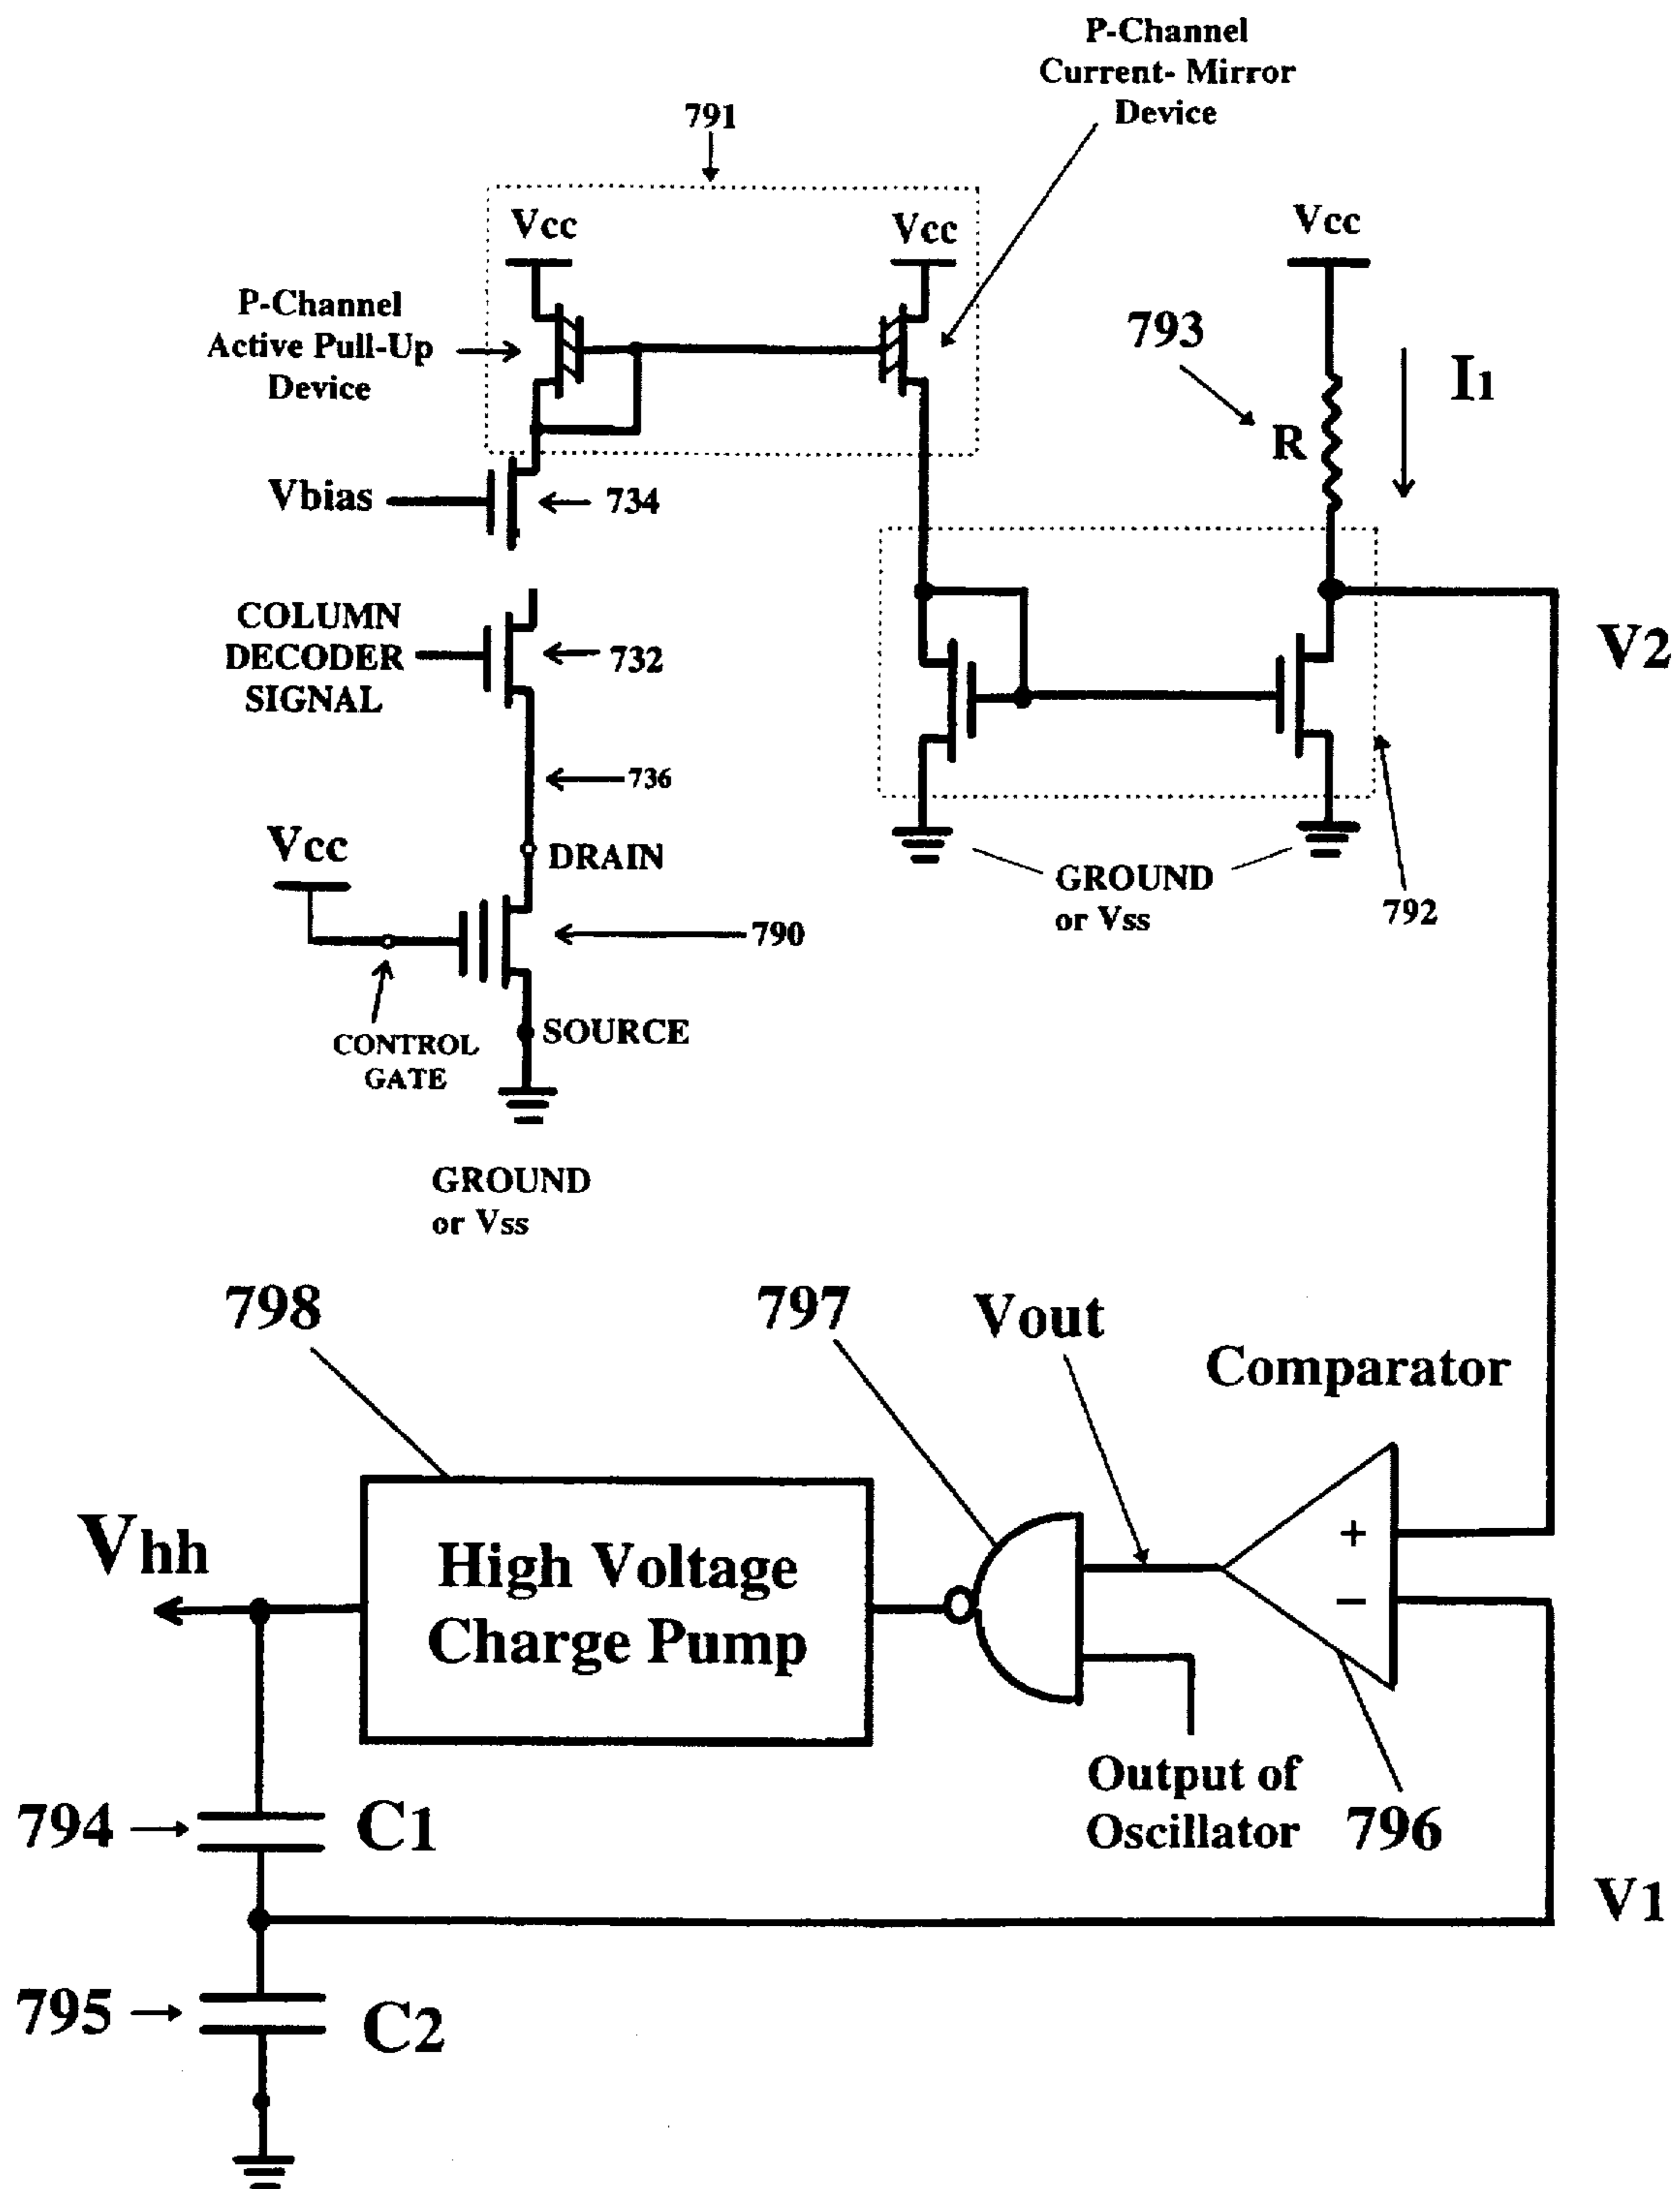 P-Channel
Current- Mirror
Device
791
Vcc
Vcc
Vcc
P-Channel
Active Pull-Up
Device
793
R
I1
Vbias
734
COLUMN
DECODER
SIGNAL
732
V2
736
Vcc
DRAIN
GROUND
or Vss
792
790
CONTROL
GATE
SOURCE
GROUND
or Vss
798
797
Vout
Comparator
Vhh
High Voltage
Charge Pump
+
−
Output of
Oscillator
796
794
C1
V1
795
C2